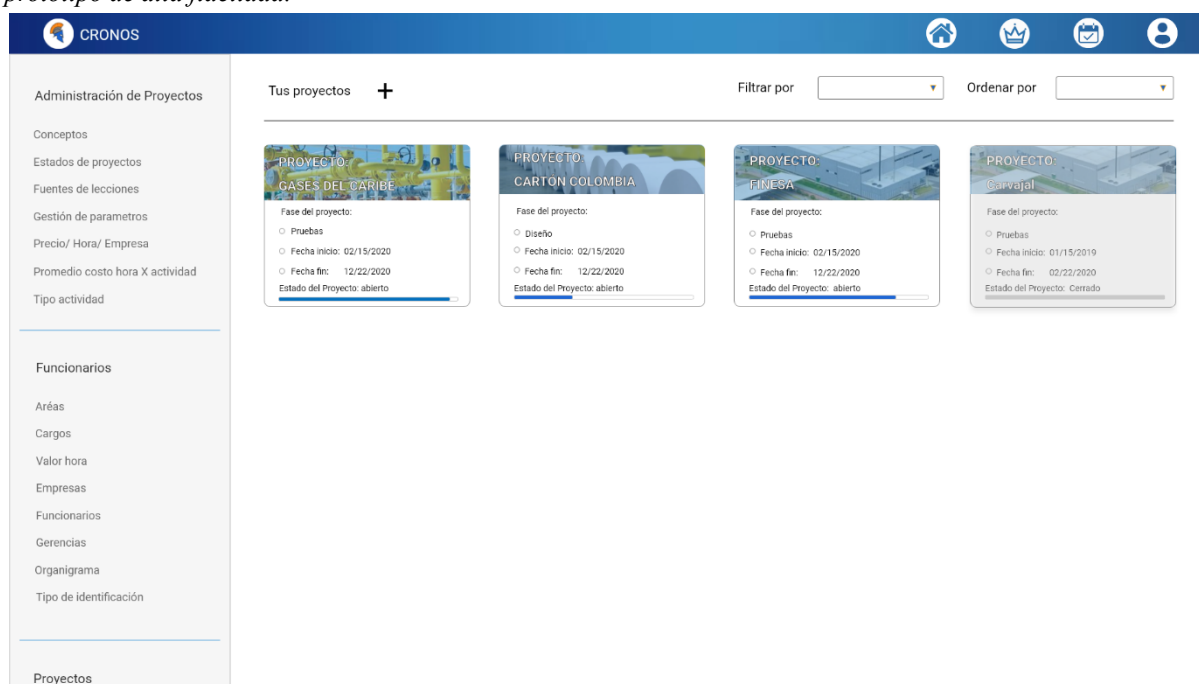 prototipo de alta fidelidad.
CRONOS
Administración de Proyectos
Conceptos
Estados de proyectos
Fuentes de lecciones
Gestión de parametros
Precio/ Hora/ Empresa
Promedio costo hora X actividad
Tipo actividad
Funcionarios
Aréas
Cargos
Valor hora
Empresas
Funcionarios
Gerencias
Organigrama
Tipo de identificación
Proyectos
Tus proyectos +
Filtrar por
Ordenar por
PROYECTO:
GASES DEL CARIBE
Fase del proyecto:
Pruebas
Fecha inicio: 02/15/2020
Fecha fin: 12/22/2020
Estado del Proyecto: abierto
PROYECTO:
CARTON COLOMBIA
Fase del proyecto:
Diseño
Fecha inicio: 02/15/2020
Fecha fin: 12/22/2020
Estado del Proyecto: abierto
PROYECTO:
FINESA
Fase del proyecto:
Pruebas
Fecha inicio: 02/15/2020
Fecha fin: 12/22/2020
Estado del Proyecto: abierto
PROYECTO:
Carvajal
Fase del proyecto:
Pruebas
Fecha inicio: 01/15/2019
Fecha fin: 02/22/2020
Estado del Proyecto: Cerrado